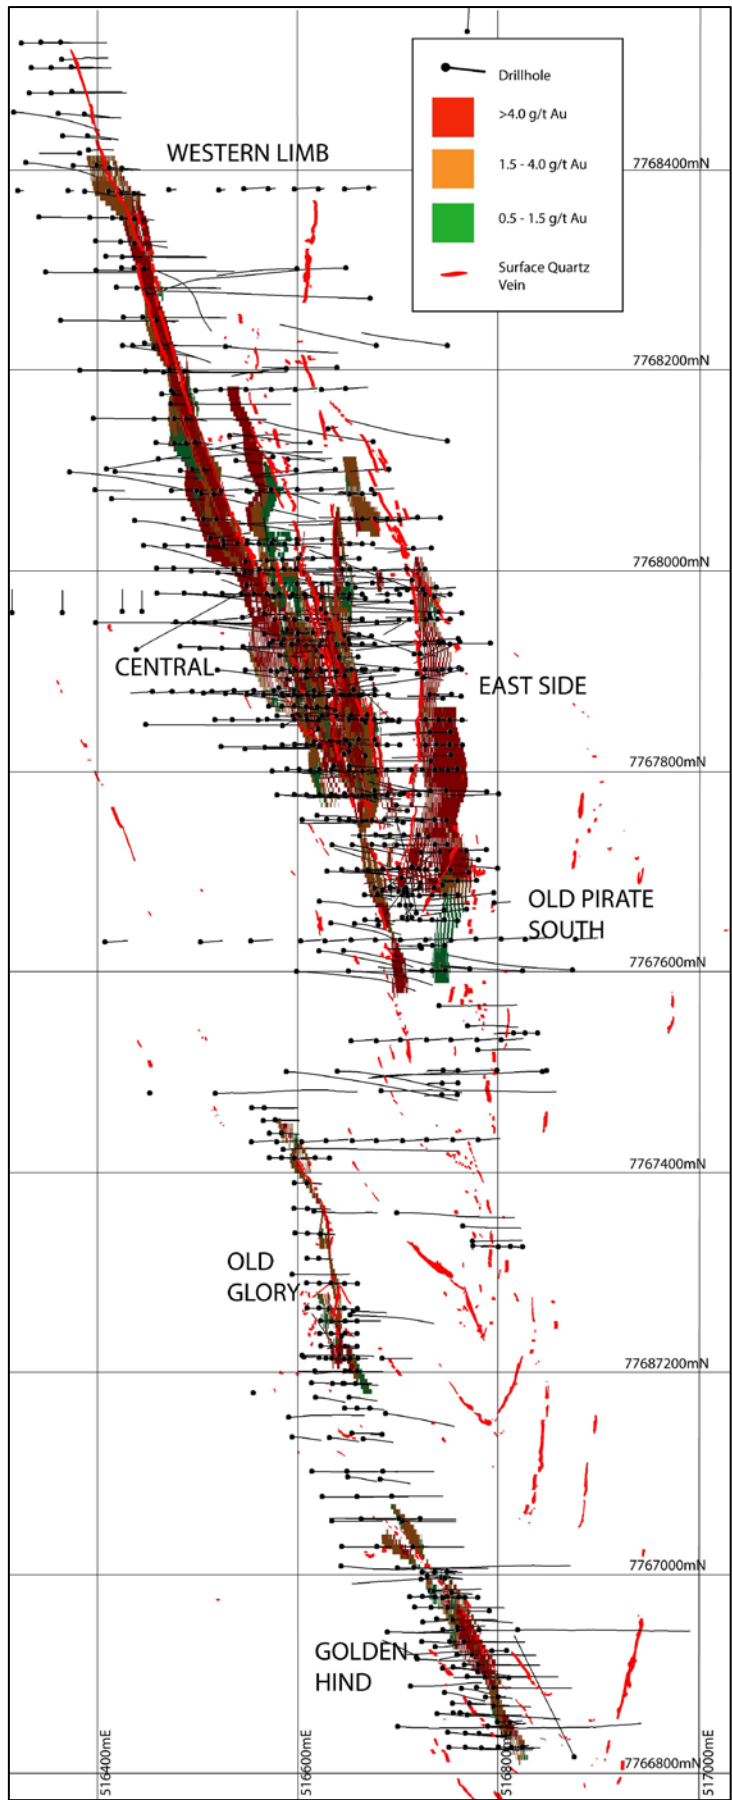 Drillhole
>4.0 g/t Au
1.5 - 4.0 g/t Au
0.5 - 1.5 g/t Au
Surface Quartz
Vein
WESTERN LIMB
7768400mN
7768200mN
7768000mN
CENTRAL
EAST SIDE
7767800mN
OLD PIRATE
SOUTH
7767600mN
7767400mN
OLD
GLORY
77687200mN
7767000mN
GOLDEN
HIND
7766800mN
516400mE
516600mE
516800mE
517000mE